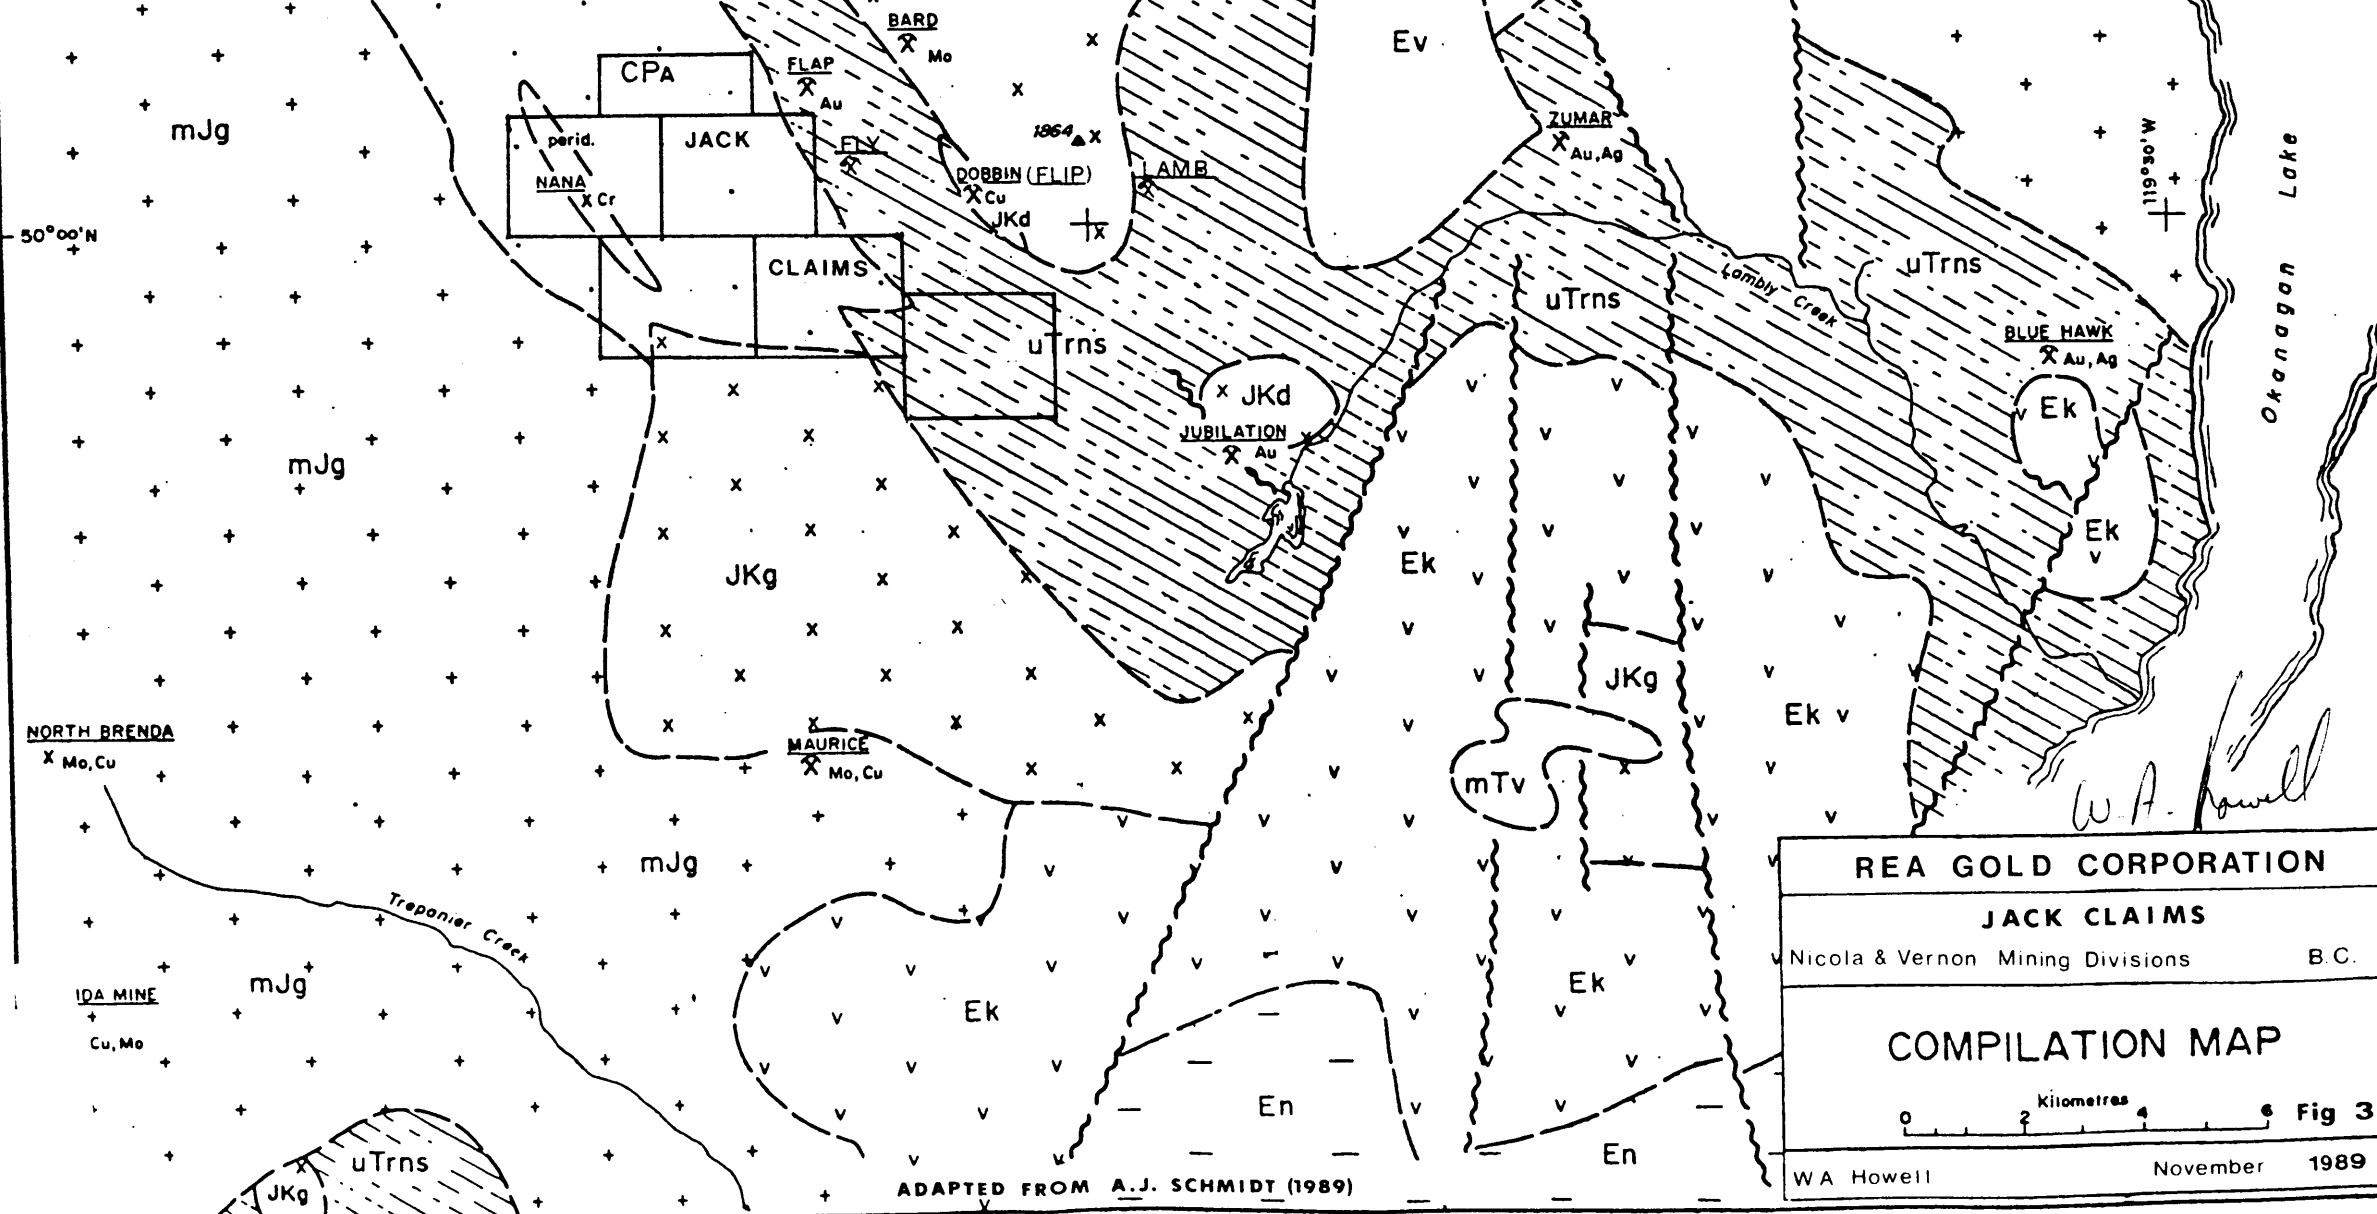 BARD
Mo
Ev
CPA
FLAP
Au
mJg
perid.
JACK
FLY
1864
ZUMAR
Au, Ag
NANA
Cr
DOBBIN (FLIP)
Cu
JKd
LAMB
119°30'W
Okanagan Lake
50°00'N
CLAIMS
uTrns
Lambly Creek
uTrns
uTrns
BLUE HAWK
Au, Ag
JKd
Ek
JUBILATION
Au
mJg
Ek
JKg
Ek
JKg
Ek
NORTH BRENDA
Mo, Cu
MAURICE
Mo, Cu
mTv
W. A. Howell
mJg
REA GOLD CORPORATION
Trepanier Creek
JACK CLAIMS
Nicola & Vernon Mining Divisions B.C.
mJg
IDA MINE
Cu, Mo
Ek
Ek
COMPILATION MAP
Kilometres
0 2 4 6
Fig 3
En
En
uTrns
JKg
ADAPTED FROM A.J. SCHMIDT (1989)
W A Howell November 1989